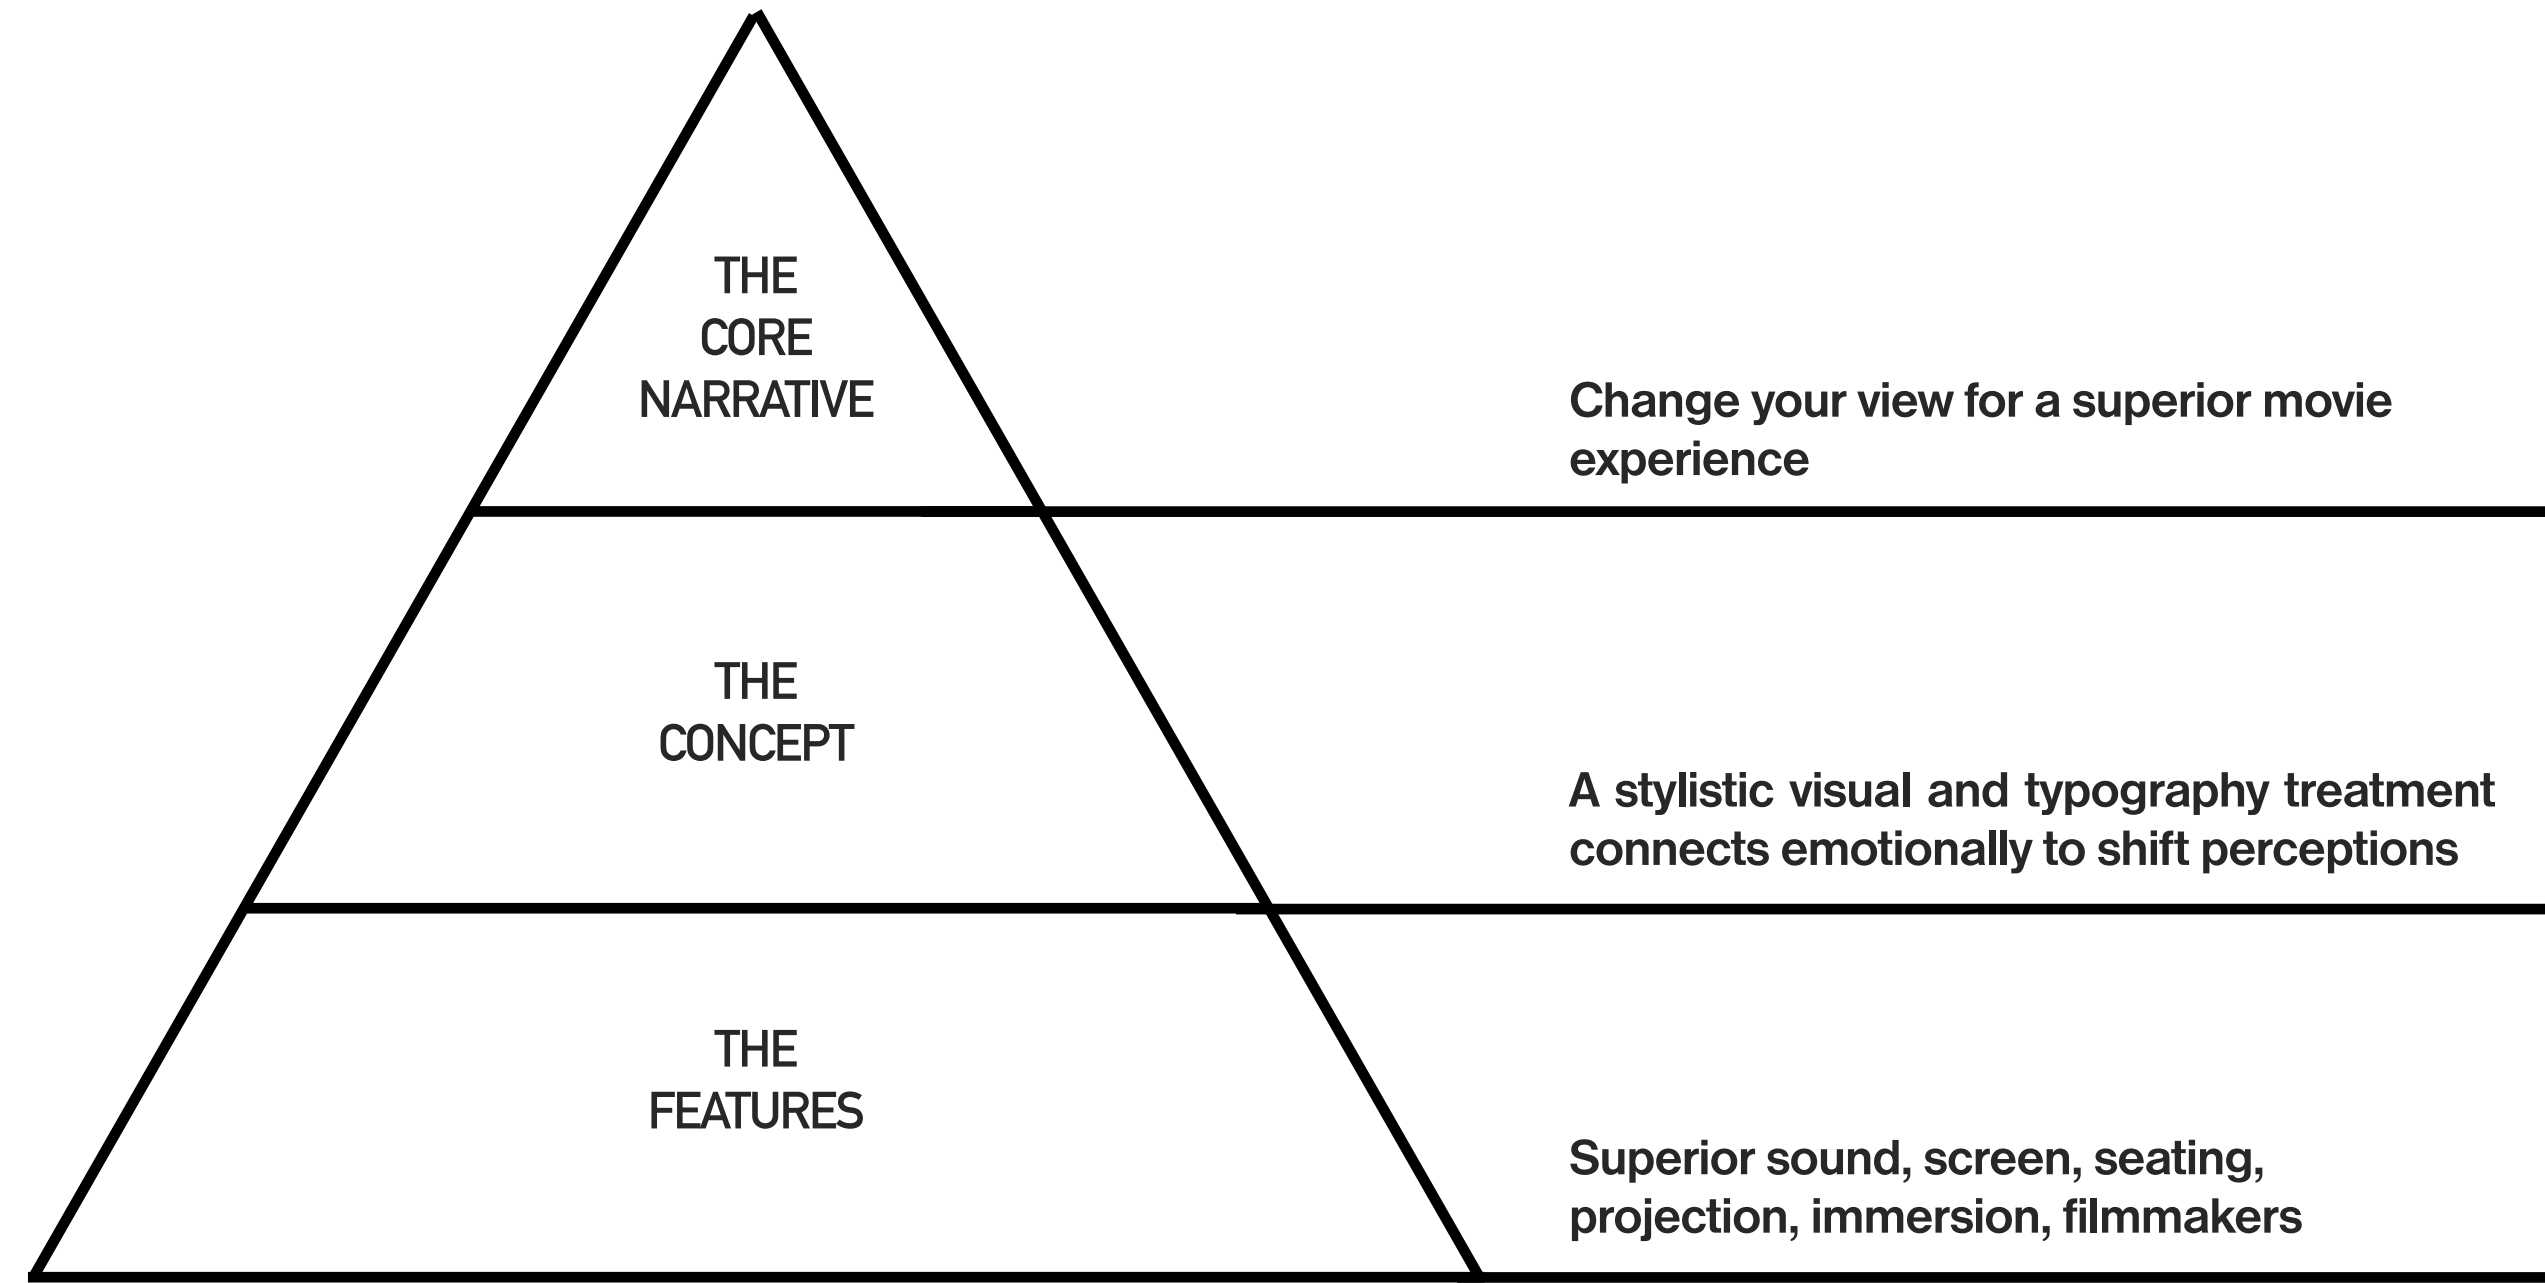 THE
CORE
NARRATIVE
Change your view for a superior movie
experience
THE
CONCEPT
A stylistic visual and typography treatment
connects emotionally to shift perceptions
THE
FEATURES
Superior sound, screen, seating,
projection, immersion, filmmakers